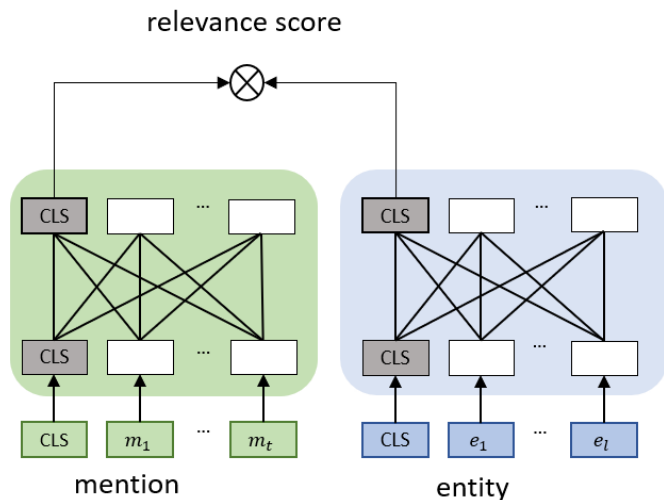 relevance score
CLS ... CLS ...
CLS ... CLS ...
CLS m₁ ... mₜ CLS e₁ ... eₗ
mention entity